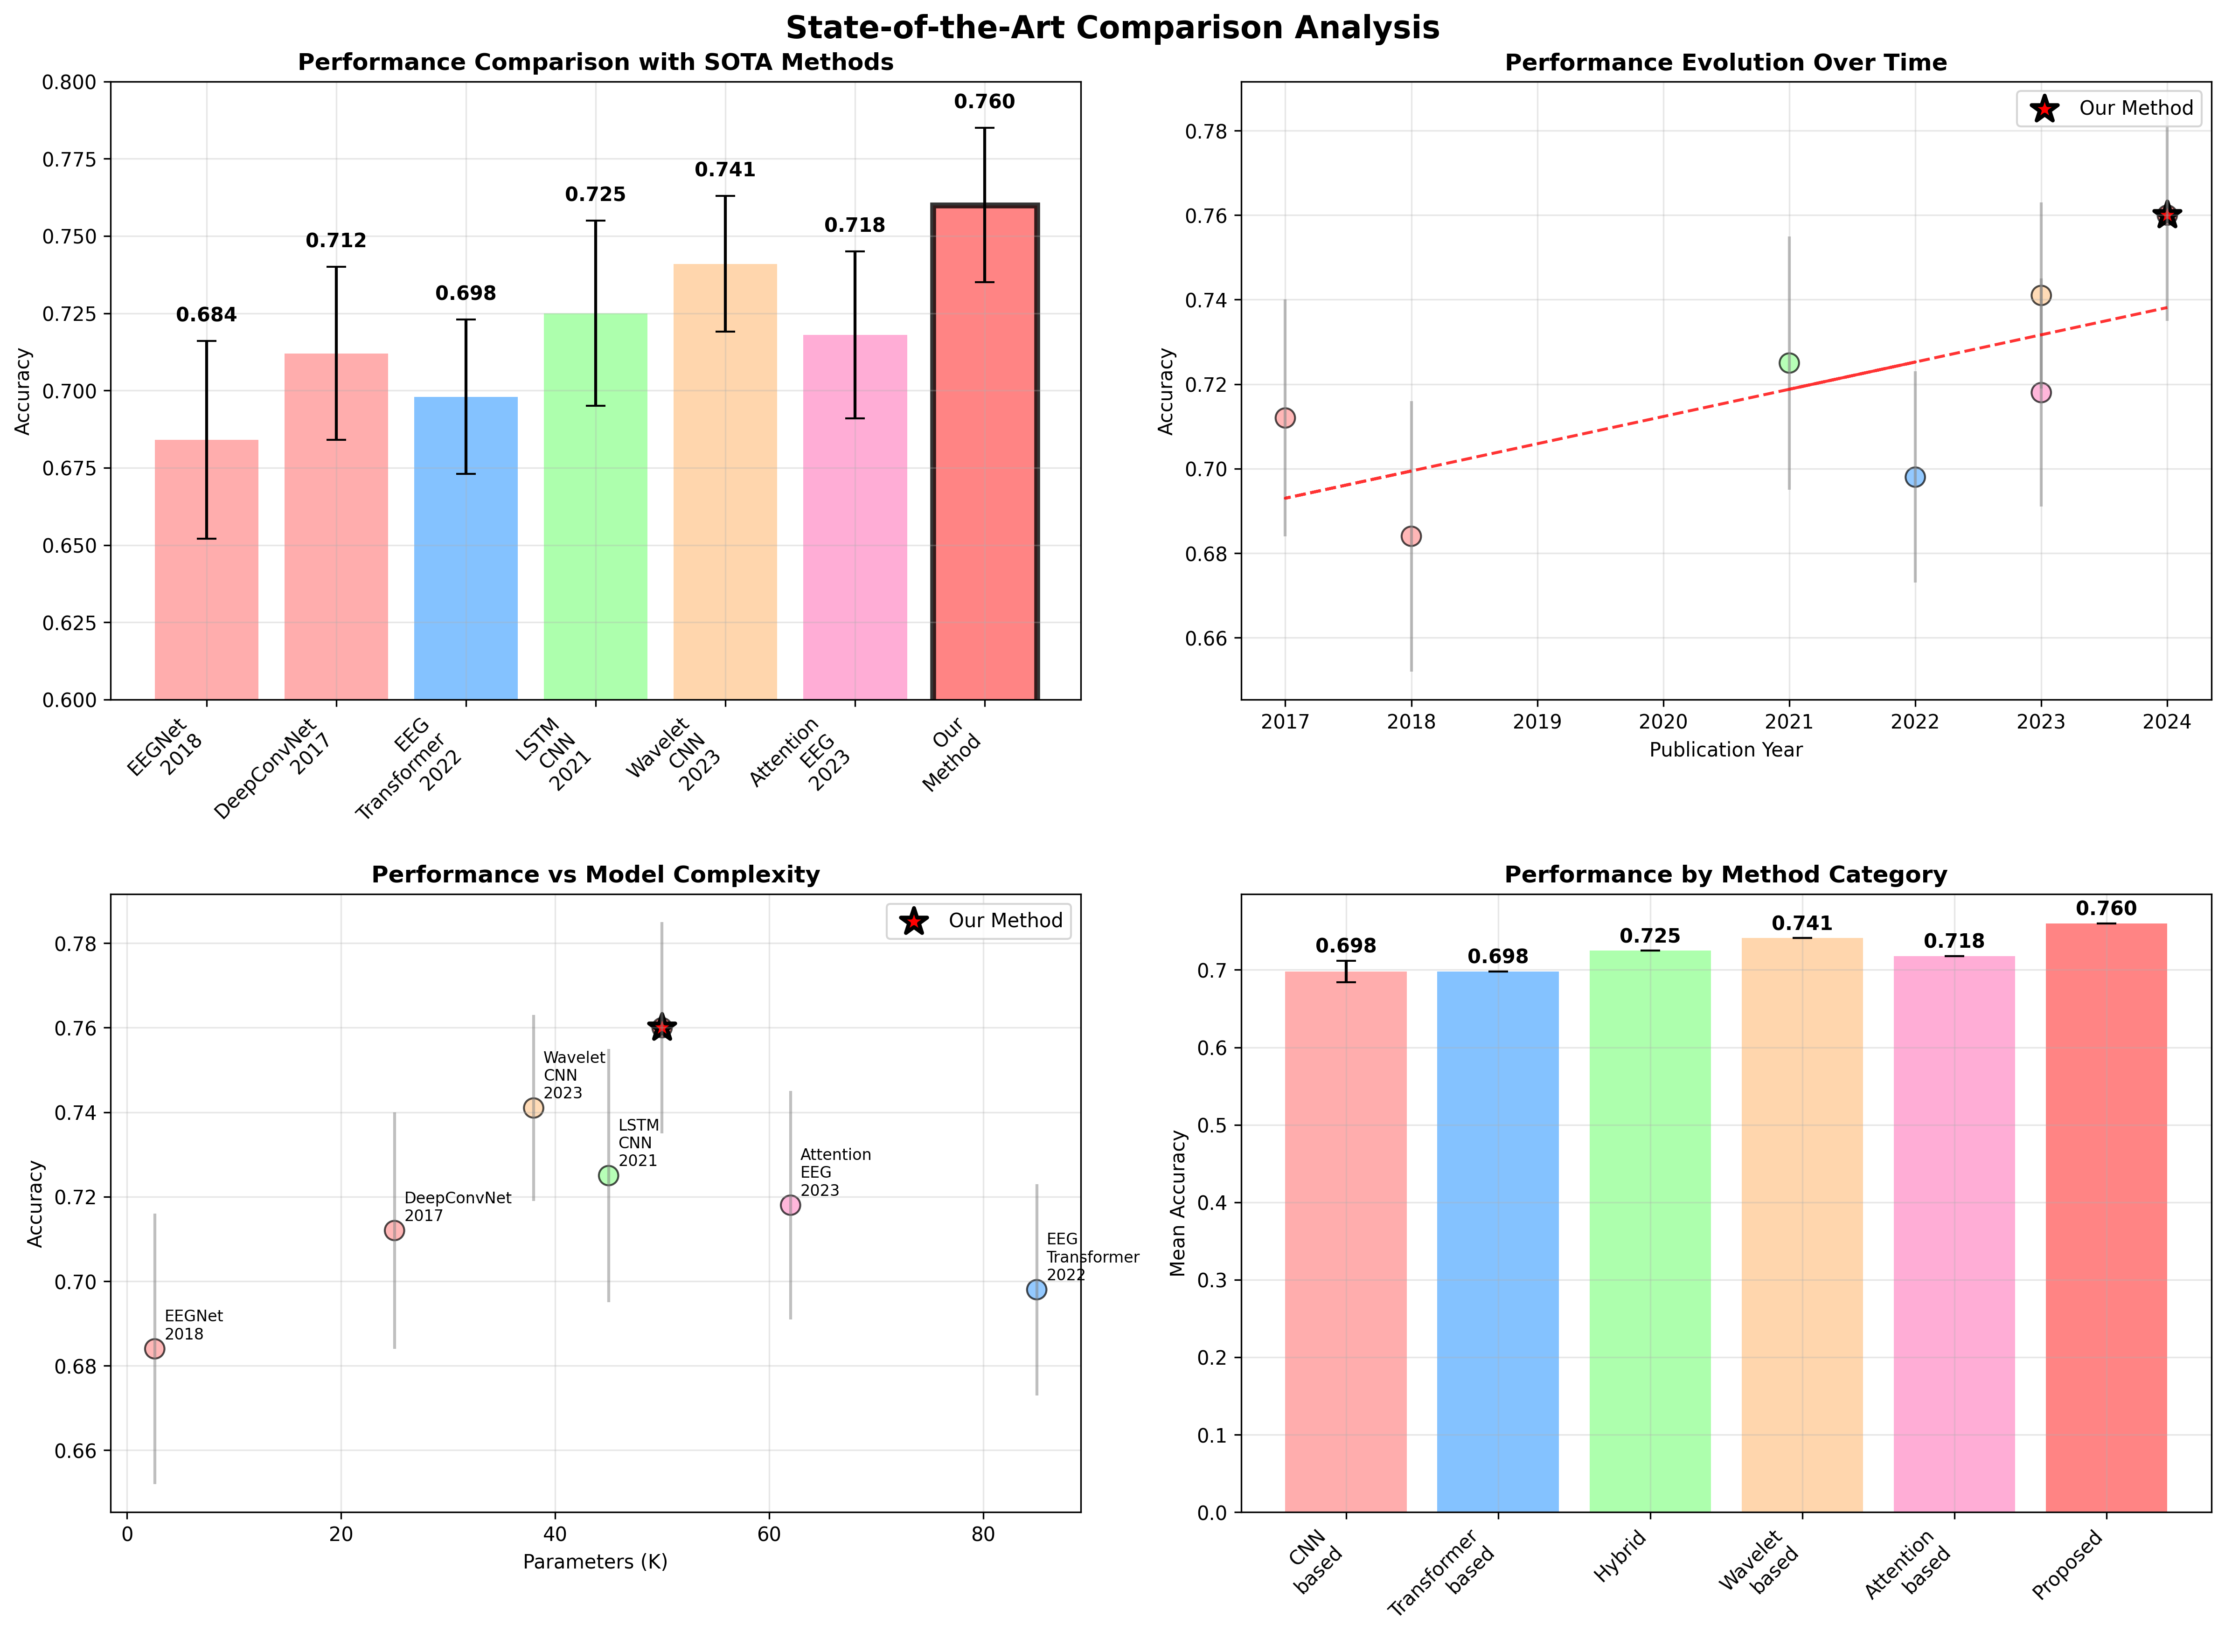 State-of-the-Art Comparison Analysis
Performance Comparison with SOTA Methods
0.800
0.775
0.750
0.725
0.700
0.675
0.650
0.625
0.600
Accuracy
0.684
0.712
0.698
0.725
0.741
0.718
0.760
EEGNet
2018
DeepConvNet
2017
EEG
Transformer
2022
LSTM
CNN
2021
Wavelet
CNN
2023
Attention
EEG
2023
Our
Method
Performance Evolution Over Time
Our Method
0.78
0.76
0.74
0.72
0.70
0.68
0.66
Accuracy
2017
2018
2019
2020
2021
2022
2023
2024
Publication Year
Performance vs Model Complexity
Our Method
0.78
0.76
0.74
0.72
0.70
0.68
0.66
Accuracy
EEGNet
2018
DeepConvNet
2017
Wavelet
CNN
2023
LSTM
CNN
2021
Attention
EEG
2023
EEG
Transformer
2022
0
20
40
60
80
Parameters (K)
Performance by Method Category
0.7
0.6
0.5
0.4
0.3
0.2
0.1
0.0
Mean Accuracy
0.698
0.698
0.725
0.741
0.718
0.760
CNN
based
Transformer
based
Hybrid
Wavelet
based
Attention
based
Proposed